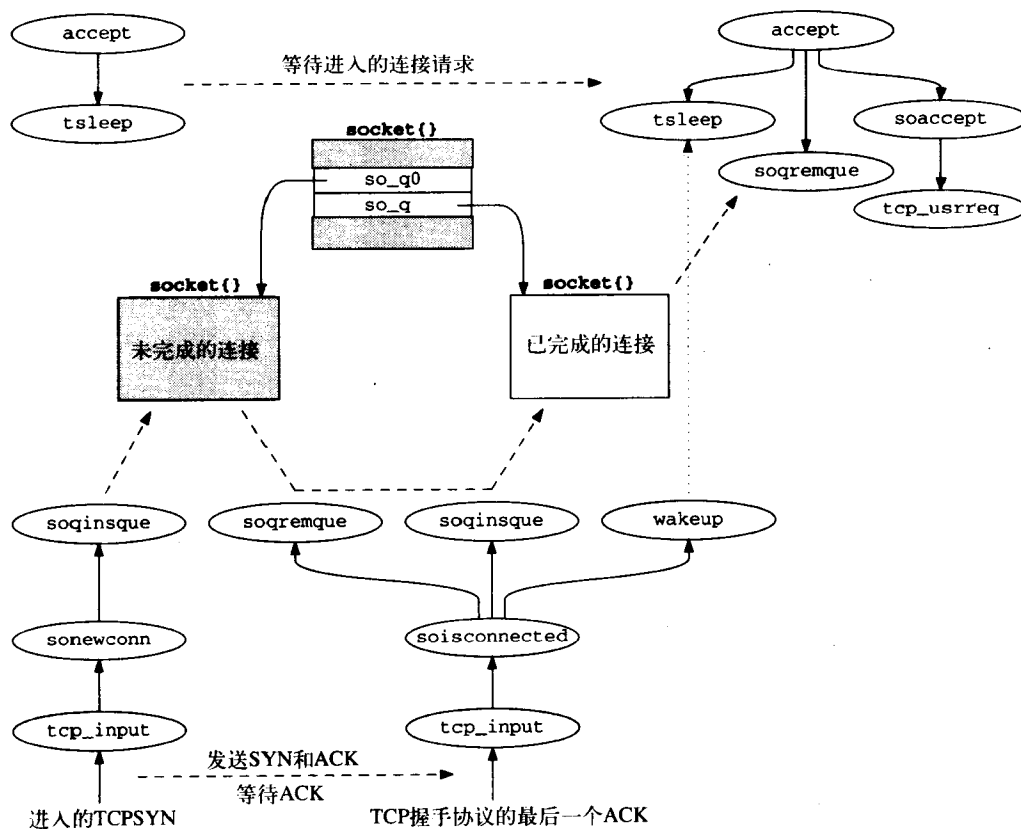 accept
accept
等待进入的连接请求
tsleep
tsleep
soaccept
socket{}
so_q0
so_q
soqremque
tcp_usrreq
socket{}
socket{}
未完成的连接
已完成的连接
soqinsque
soqremque
soqinsque
wakeup
sonewconn
soisconnected
tcp_input
tcp_input
发送SYN和ACK
等待ACK
进入的TCPSYN
TCP握手协议的最后一个ACK